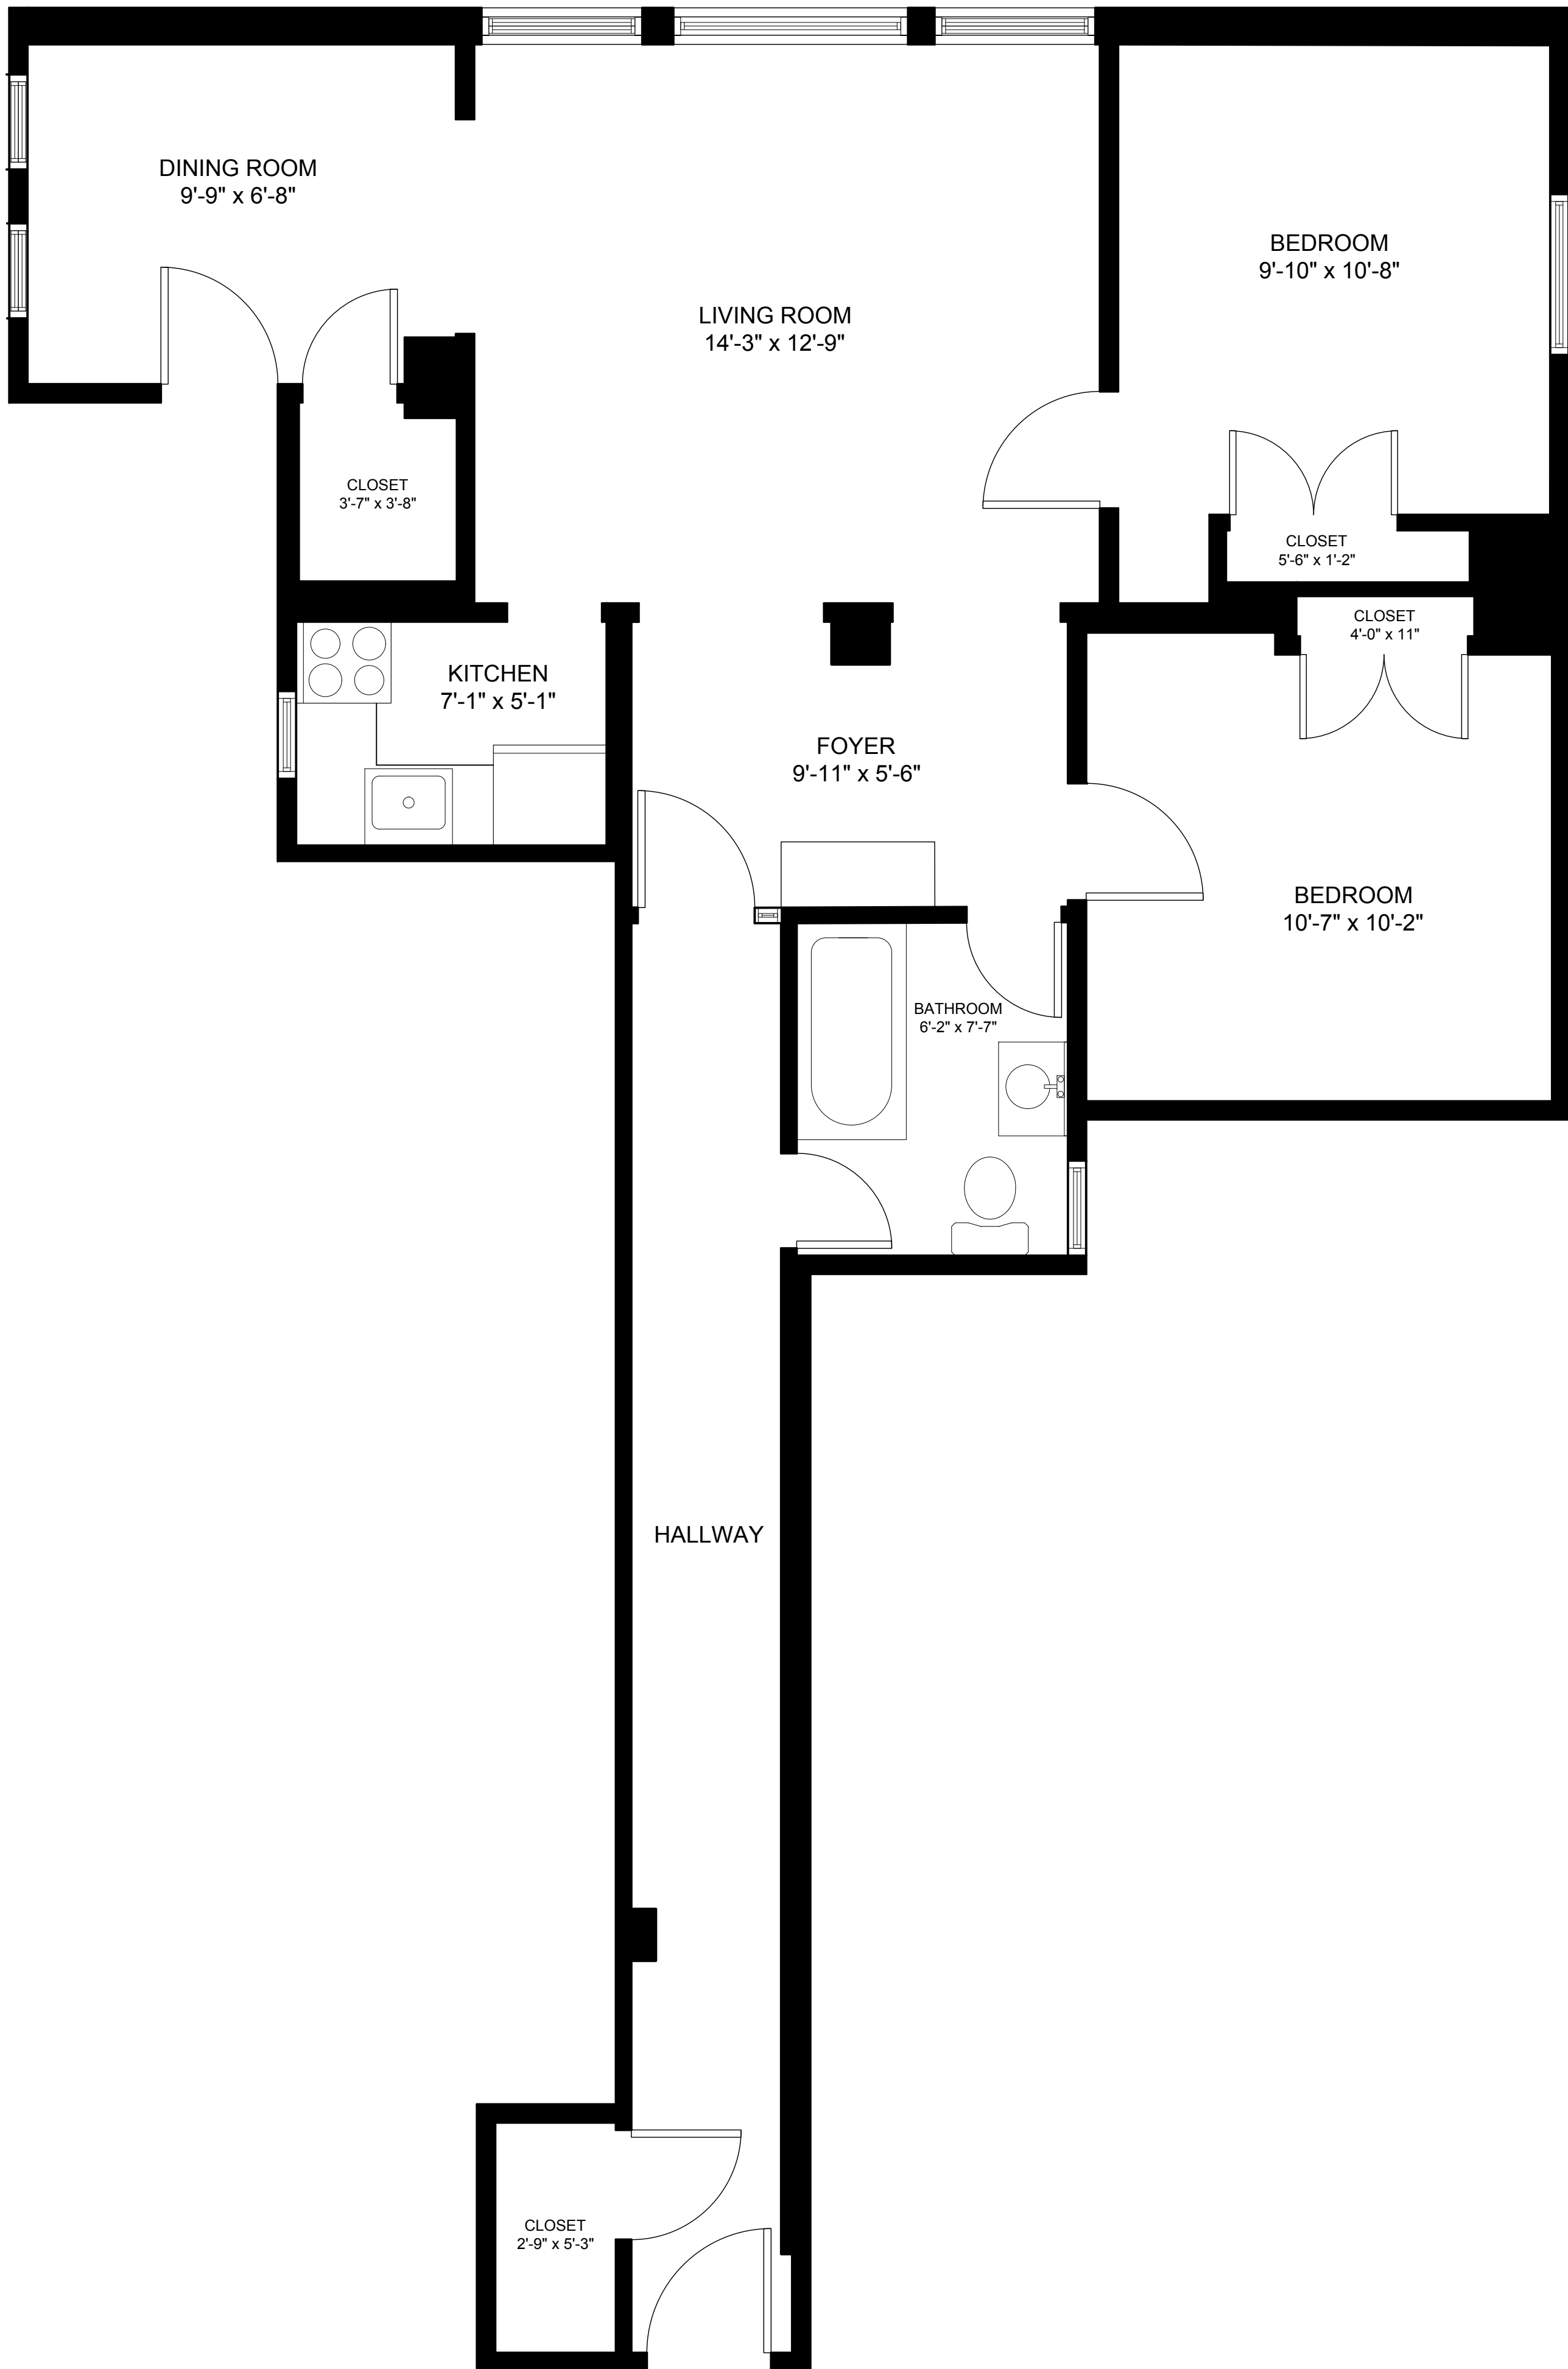 DINING ROOM
9'-9" x 6'-8"
BEDROOM
9'-10" x 10'-8"
LIVING ROOM
14'-3" x 12'-9"
CLOSET
3'-7" x 3'-8"
CLOSET
5'-6" x 1'-2"
CLOSET
4'-0" x 11"
KITCHEN
7'-1" x 5'-1"
FOYER
9'-11" x 5'-6"
BEDROOM
10'-7" x 10'-2"
BATHROOM
6'-2" x 7'-7"
HALLWAY
CLOSET
2'-9" x 5'-3"